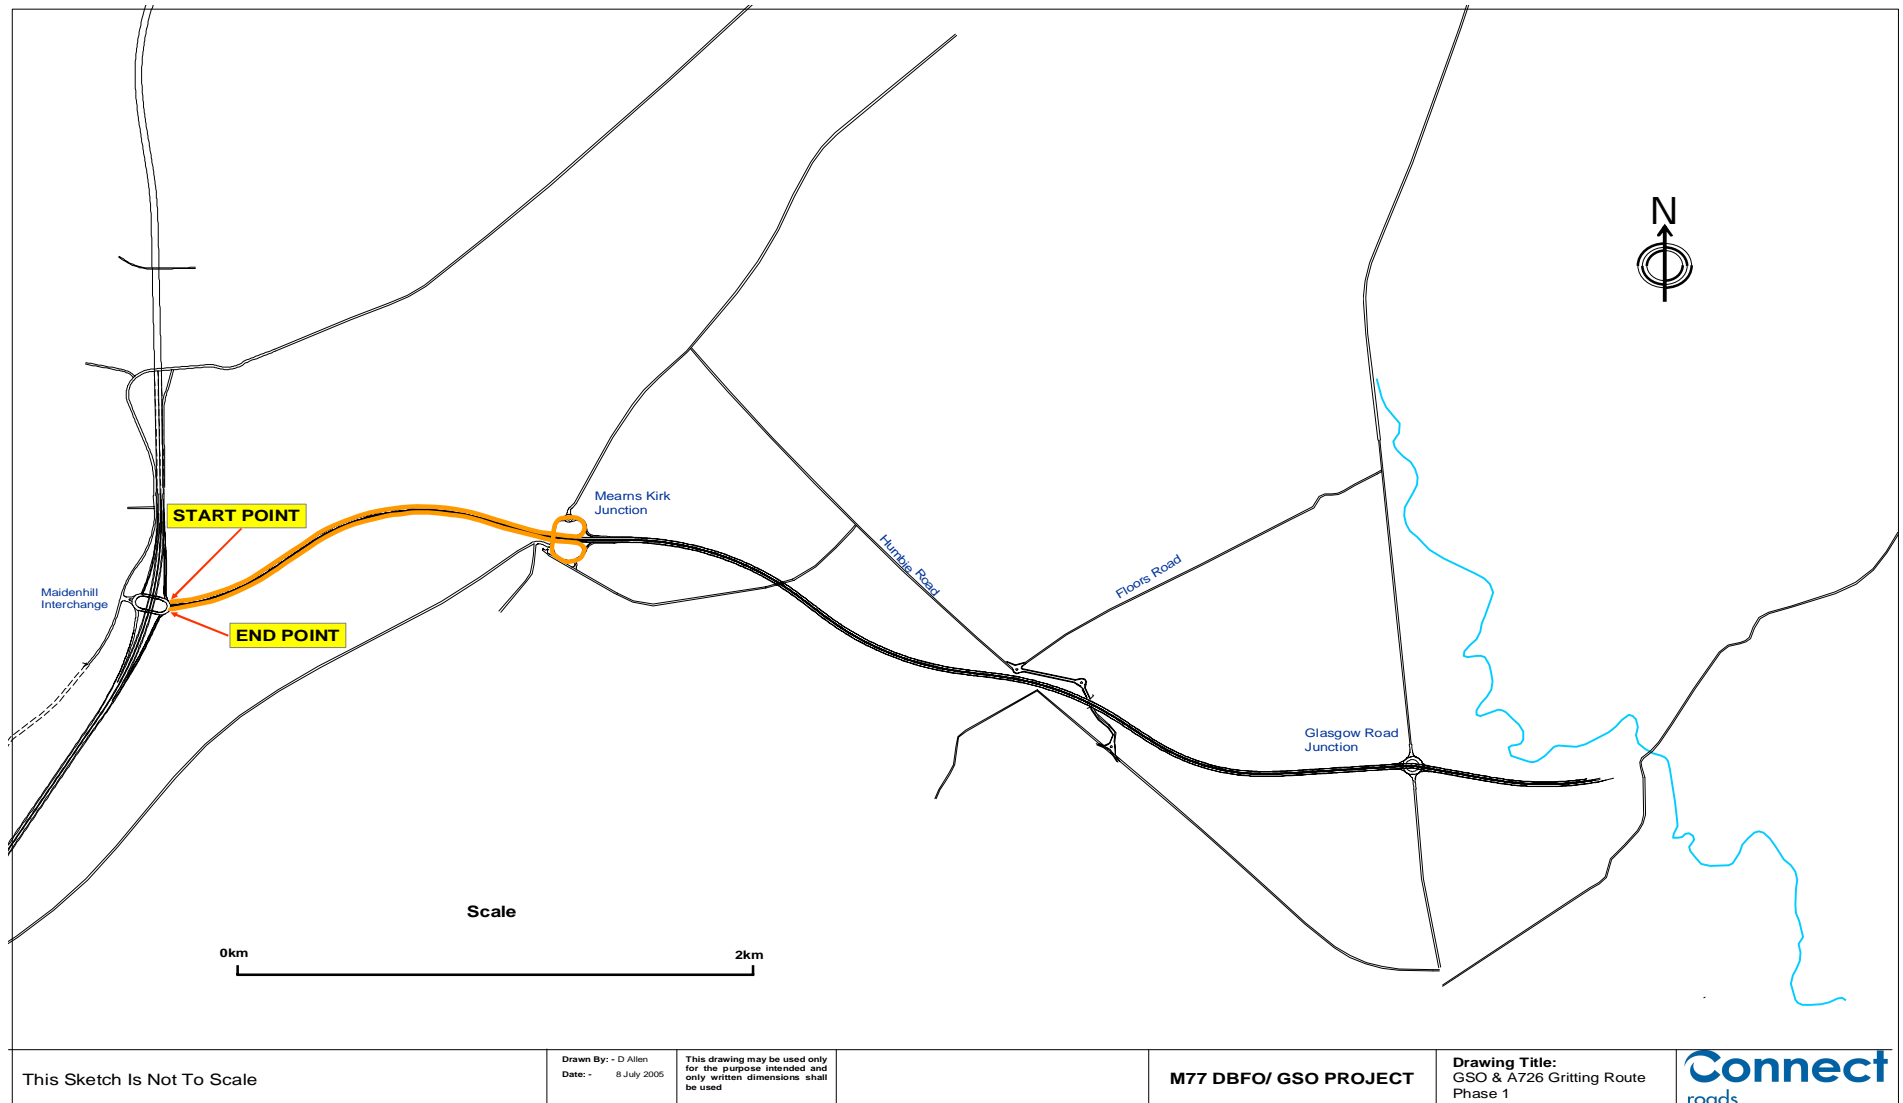 N
Mearns Kirk
Junction
START POINT
Humbie Road
Floors Road
Maidenhill
Interchange
END POINT
Glasgow Road
Junction
Scale
0km
2km
This Sketch Is Not To Scale
Drawn By: - D Allen
Date: - 8 July 2005
This drawing may be used only
for the purpose intended and
only written dimensions shall
be used
M77 DBFO/ GSO PROJECT
Drawing Title:
GSO & A726 Gritting Route
Phase 1
Connect
roads